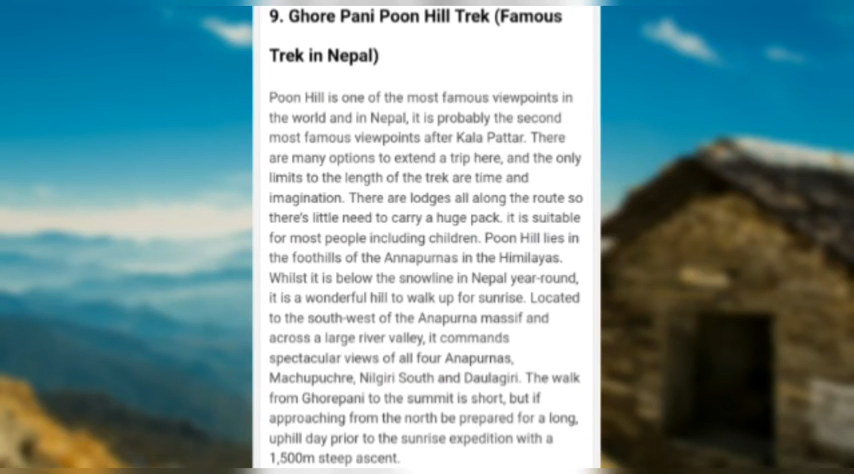 9. Ghore Pani Poon Hill Trek (Famous
Trek in Nepal)
Poon Hill is one of the most famous viewpoints in
the world and in Nepal, it is probably the second
most famous viewpoints after Kala Pattar. There
are many options to extend a trip here, and the only
limits to the length of the trek are time and
imagination. There are lodges all along the route so
there's little need to carry a huge pack. it is suitable
for most people including children. Poon Hill lies in
the foothills of the Annapurnas in the Himilayas.
Whilst it is below the snowline in Nepal year-round,
it is a wonderful hill to walk up for sunrise. Located
to the south-west of the Anapurna massif and
across a large river valley, it commands
spectacular views of all four Anapurnas,
Machupuchre, Nilgiri South and Daulagiri. The walk
from Ghorepani to the summit is short, but if
approaching from the north be prepared for a long,
uphill day prior to the sunrise expedition with a
1,500m steep ascent.